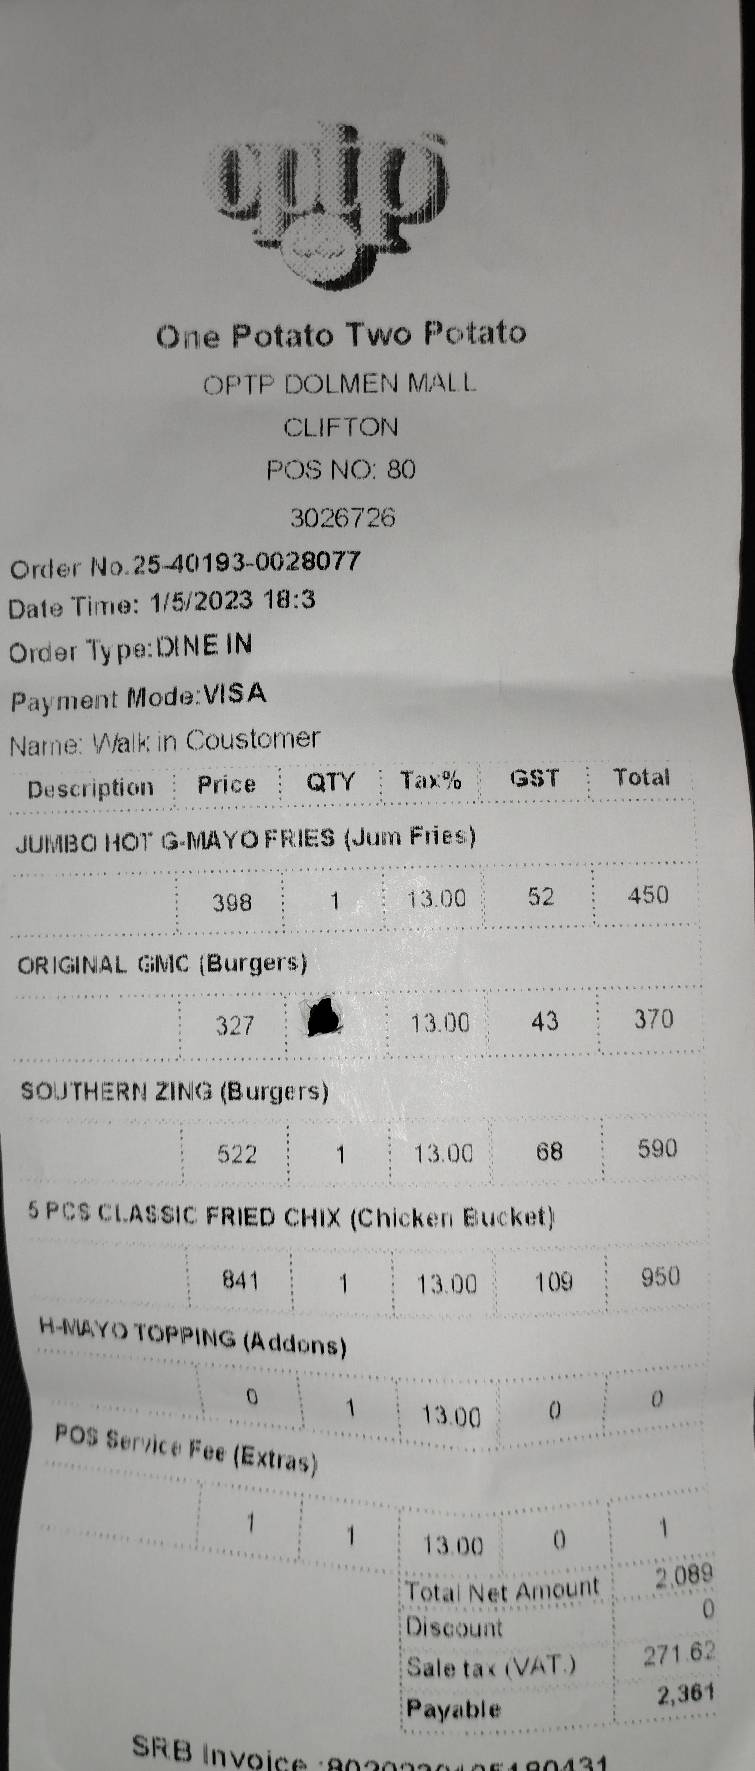 optp
One Potato Two Potato
OPTP DOLMEN MALL
CLIFTON
POS NO: 80
3026726
Order No.25-40193-0028077
Date Time: 1/5/2023 18:3
Order Type:DINE IN
Payment Mode:VISA
Name: Walk in Coustomer
Description Price QTY Tax% GST Total
JUMBO HOT G-MAYO FRIES (Jum Fries)
398 1 13.00 52 450
ORIGINAL GMC (Burgers)
327 13.00 43 370
SOUTHERN ZING (Burgers)
522 1 13.00 68 590
5 PCS CLASSIC FRIED CHIX (Chicken Bucket)
841 1 13.00 109 950
H-MAYO TOPPING (Addons)
0 1 13.00 0 0
POS Service Fee (Extras)
1 1 13.00 0 1
Total Net Amount 2,089
Discount 0
Sale tax (VAT.) 271.62
Payable 2,361
SRB Invoice :